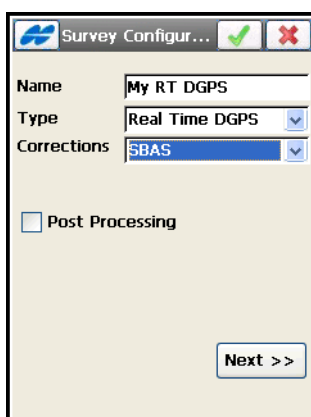 Survey Configur...
Name My RT DGPS
Type Real Time DGPS
Corrections SBAS
Post Processing
Next >>